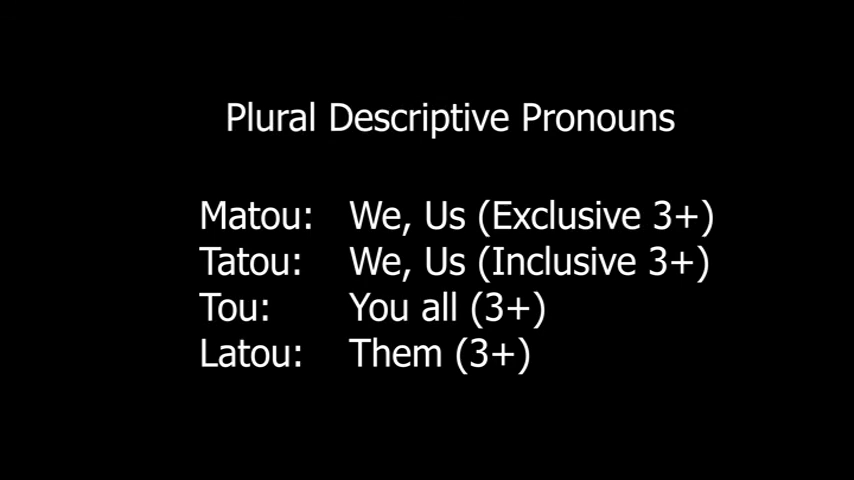 Plural Descriptive Pronouns
Matou: We, Us (Exclusive 3+)
Tatou: We, Us (Inclusive 3+)
Tou: You all (3+)
Latou: Them (3+)